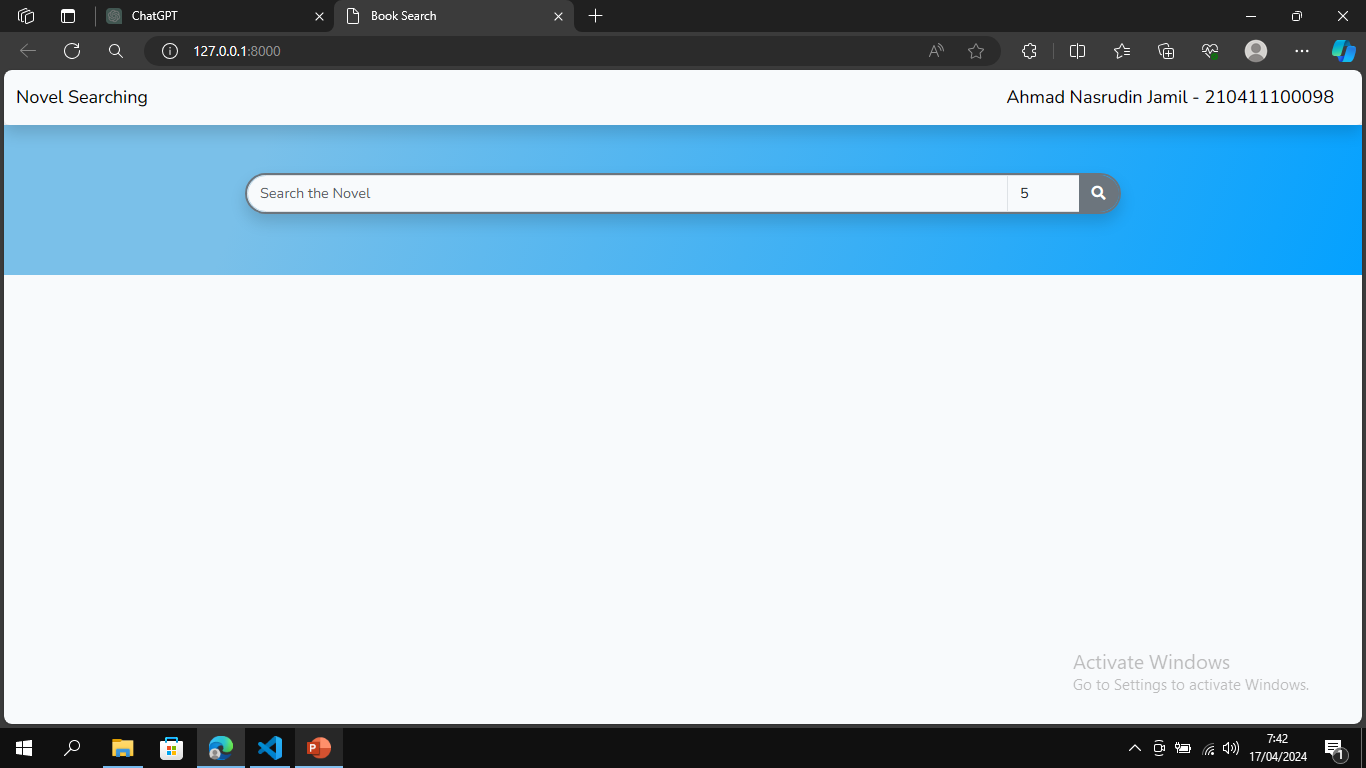 ChatGPT
Book Search
127.0.0.1:8000
Novel Searching
Ahmad Nasrudin Jamil - 210411100098
Search the Novel
5
Activate Windows
Go to Settings to activate Windows.
7:42
17/04/2024
1